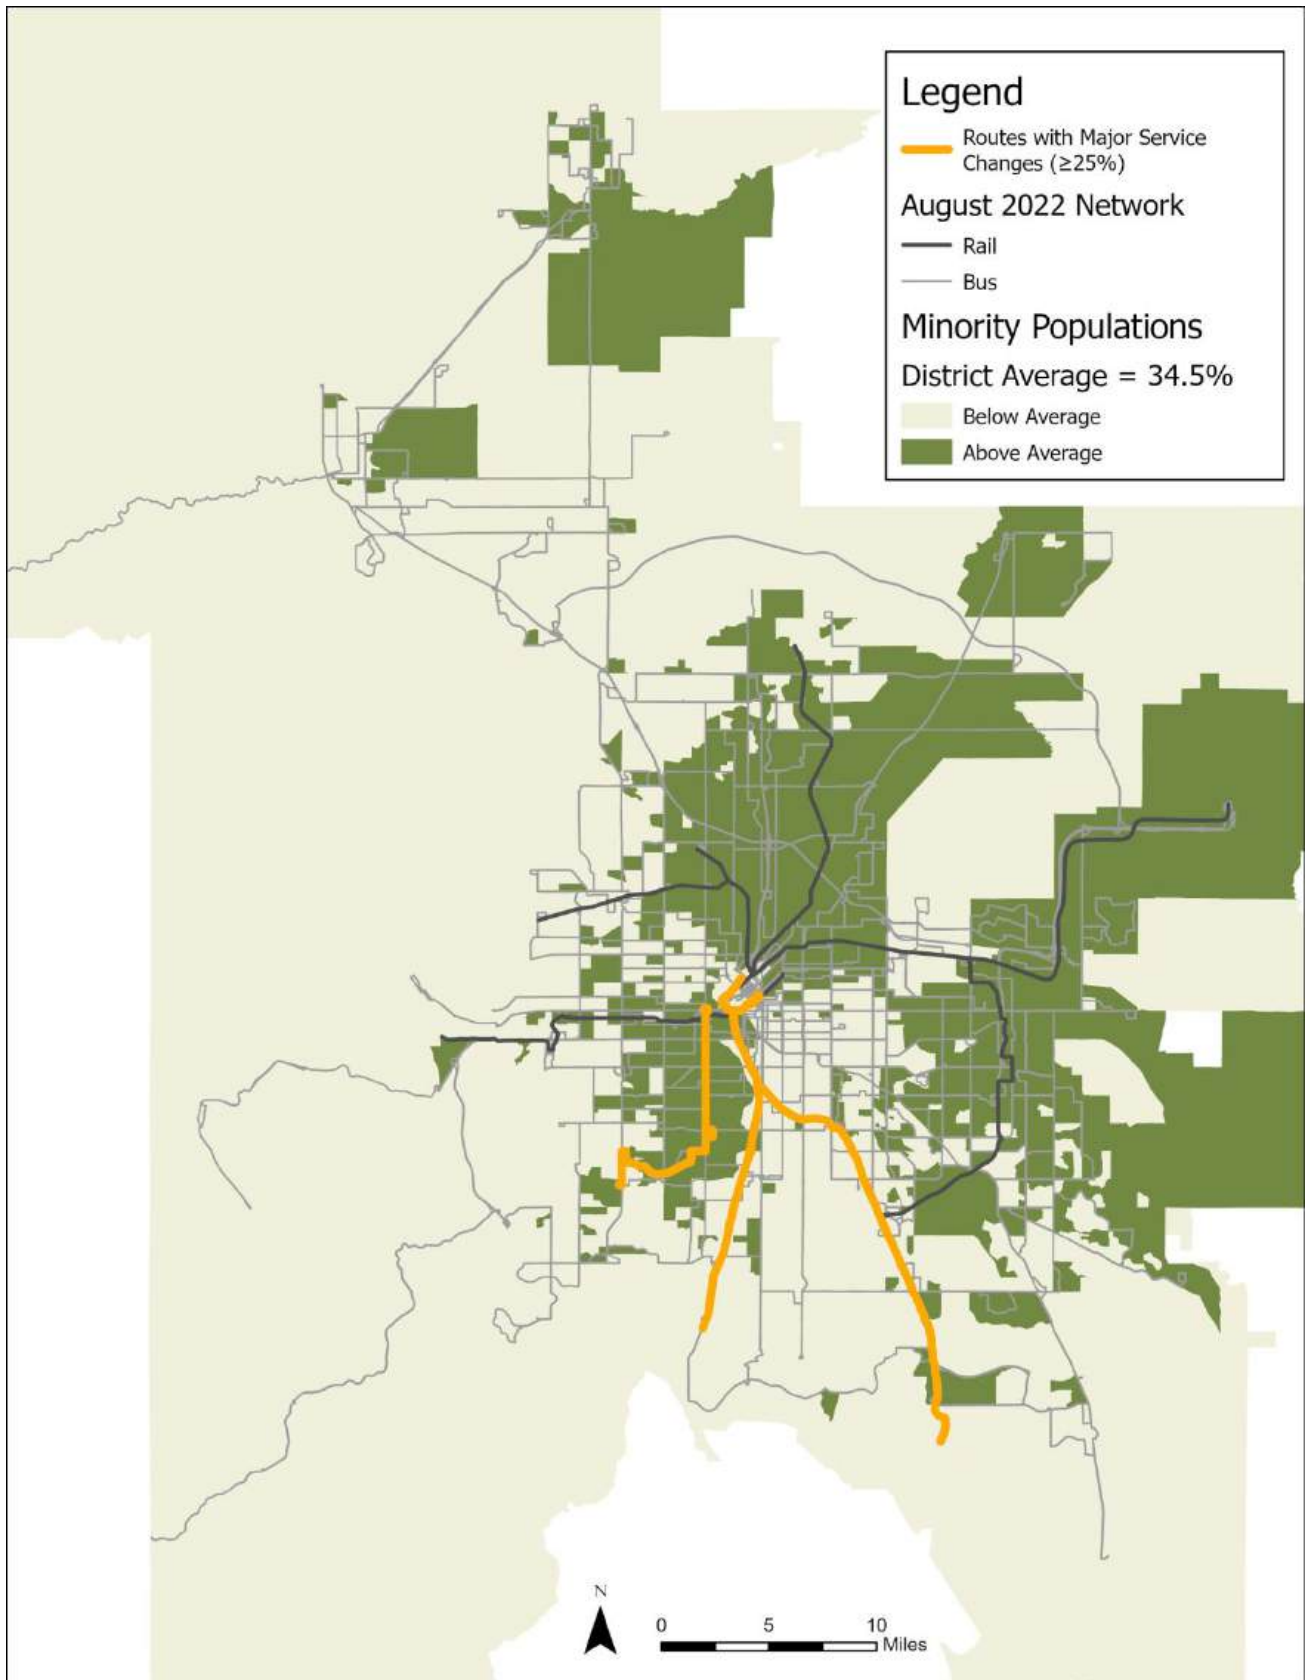 Legend
Routes with Major Service
Changes (≥25%)
August 2022 Network
Rail
Bus
Minority Populations
District Average = 34.5%
Below Average
Above Average
N
0 5 10
Miles